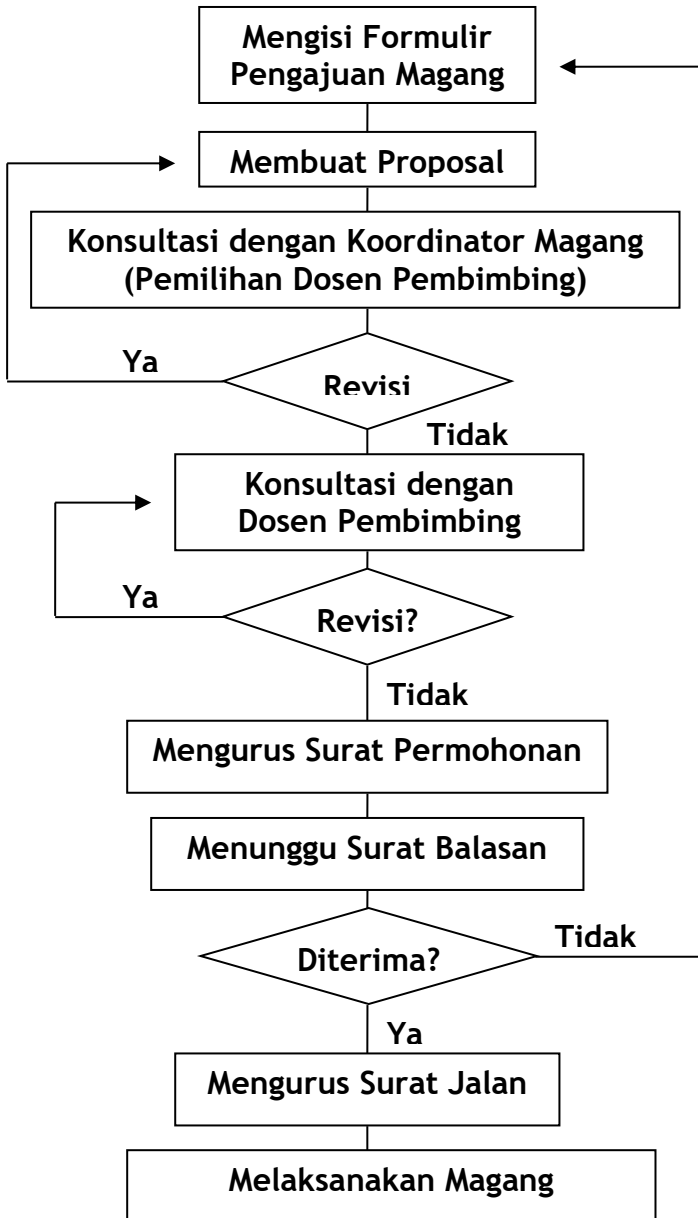 Mengisi Formulir
Pengajuan Magang
Membuat Proposal
Konsultasi dengan Koordinator Magang
(Pemilihan Dosen Pembimbing)
Ya
Revisi
Tidak
Konsultasi dengan
Dosen Pembimbing
Ya
Revisi?
Tidak
Mengurus Surat Permohonan
Menunggu Surat Balasan
Diterima?
Tidak
Ya
Mengurus Surat Jalan
Melaksanakan Magang